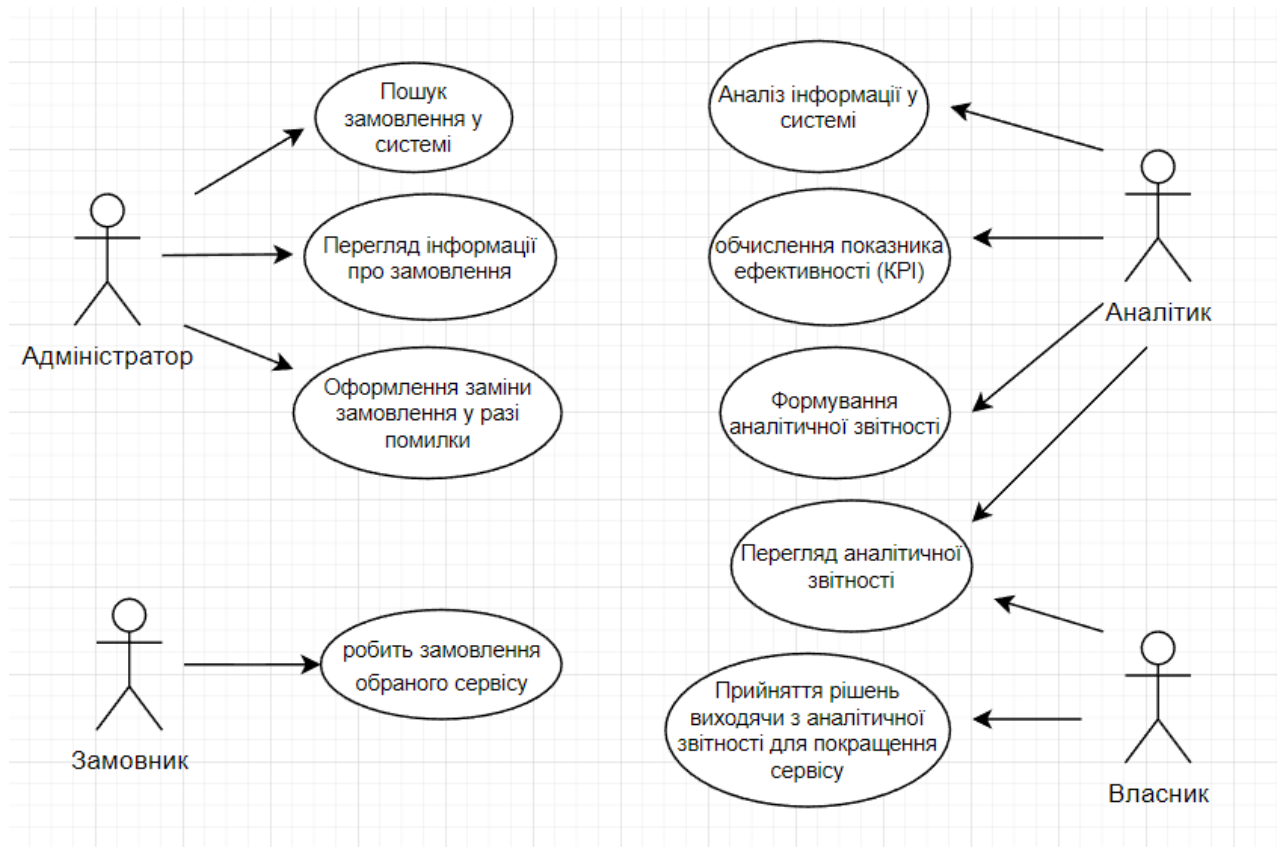 Пошук
замовлення у
системі
Перегляд інформації
про замовлення
Оформлення заміни
замовлення у разі
помилки
Адміністратор
робить замовлення
обраного сервісу
Замовник
Аналіз інформації у
системі
обчислення показника
ефективності (КРІ)
Формування
аналітичної звітності
Перегляд аналітичної
звітності
Аналітик
Прийняття рішень
виходячи з аналітичної
звітності для покращення
сервісу
Власник